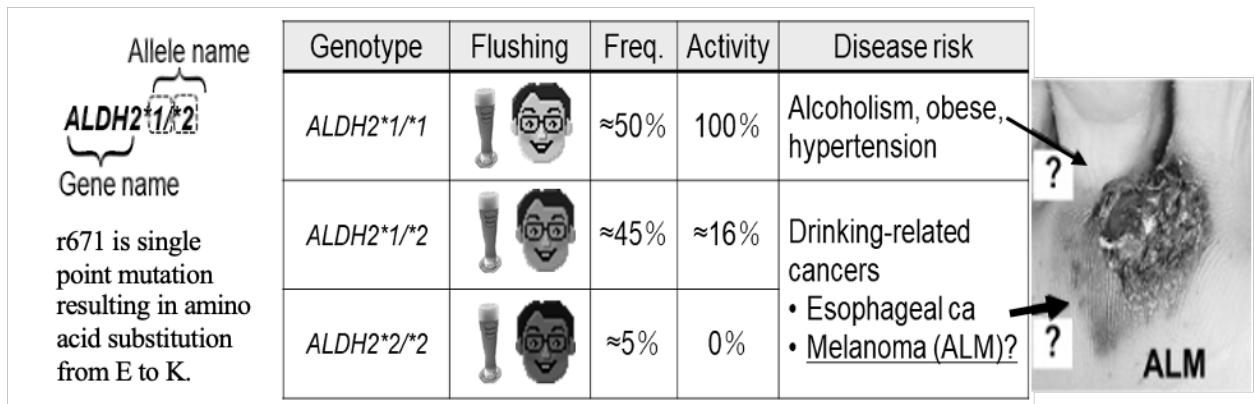 Allele name
ALDH2*1/*2
Gene name
r671 is single
point mutation
resulting in amino
acid substitution
from E to K.
Genotype Flushing Freq. Activity Disease risk
ALDH2*1/*1 ≈50% 100% Alcoholism, obese,
hypertension
ALDH2*1/*2 ≈45% ≈16% Drinking-related
cancers
• Esophageal ca
ALDH2*2/*2 ≈5% 0% • Melanoma (ALM)?
?
?
ALM